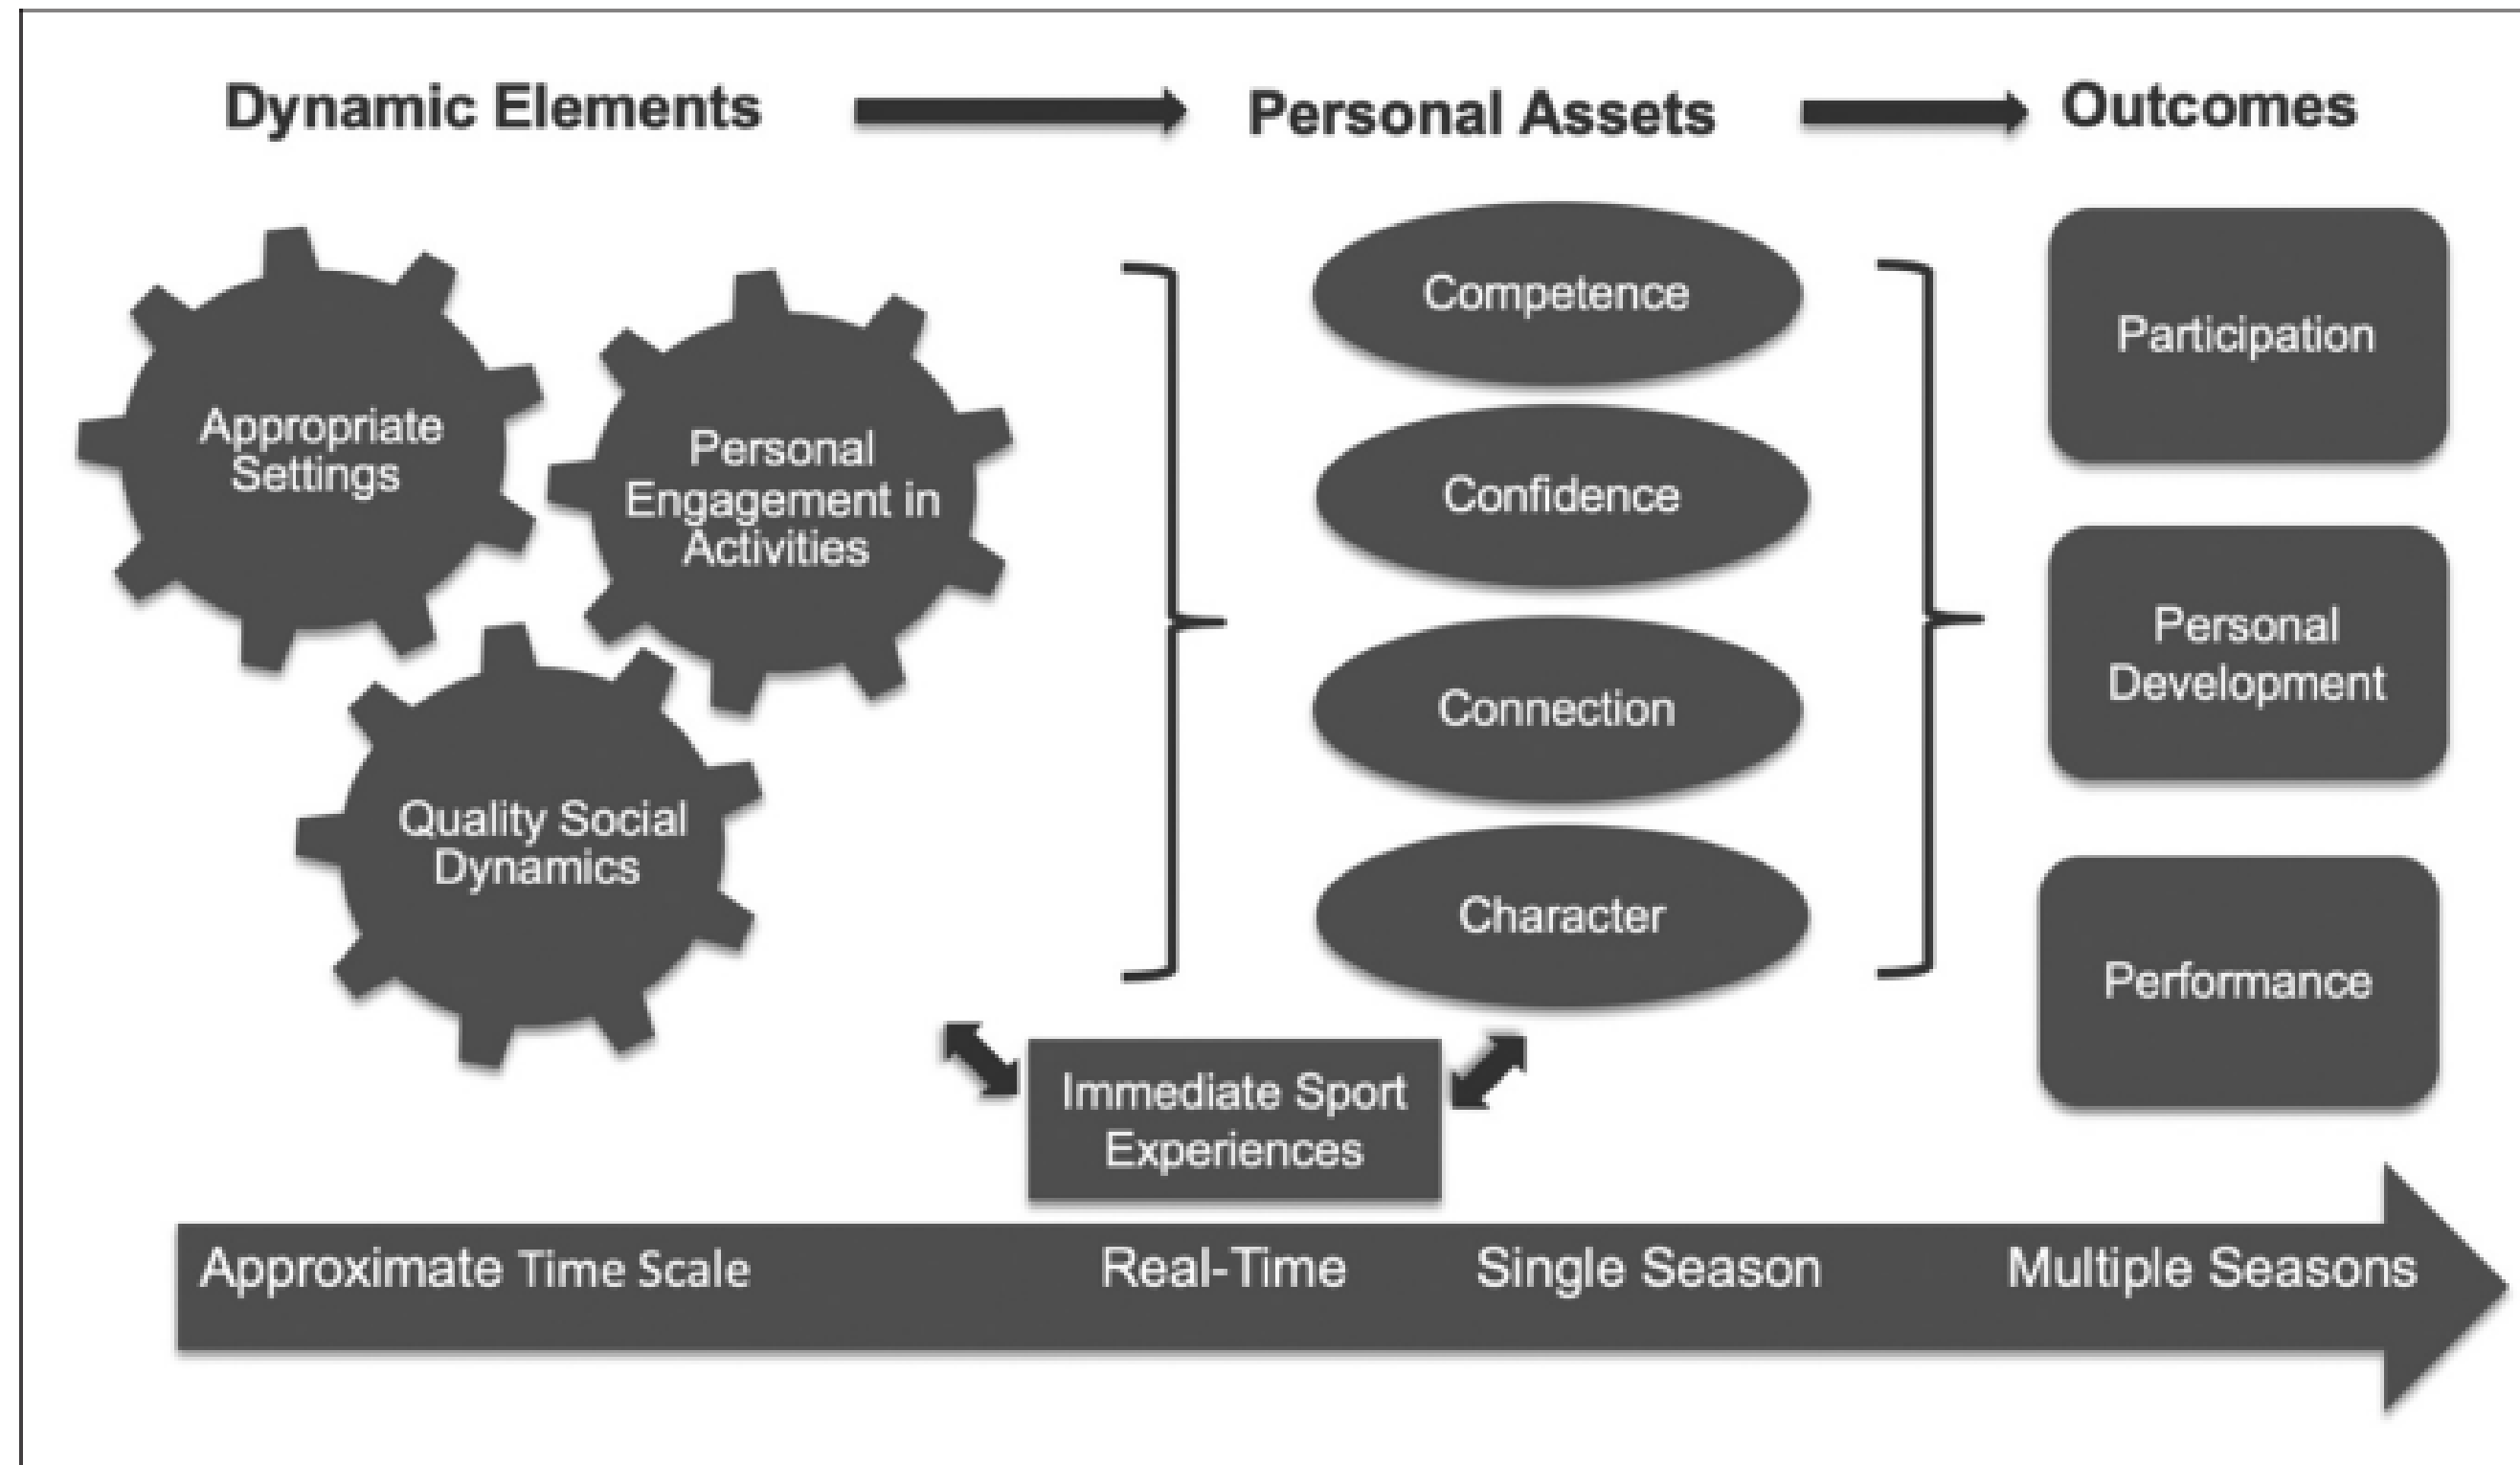 Dynamic Elements
Personal Assets
Outcomes
Appropriate
Settings
Personal
Engagement in
Activities
Quality Social
Dynamics
Competence
Confidence
Connection
Character
Participation
Personal
Development
Performance
Immediate Sport
Experiences
Approximate Time Scale
Real-Time
Single Season
Multiple Seasons